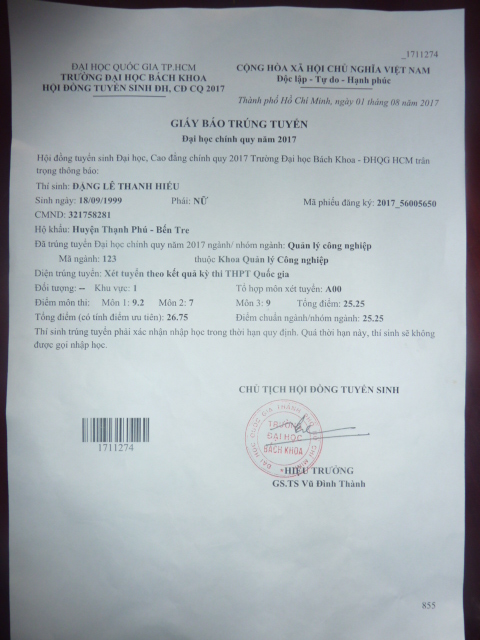 _1711274
ĐẠI HỌC QUỐC GIA TP.HCM
TRƯỜNG ĐẠI HỌC BÁCH KHOA
HỘI ĐỒNG TUYỂN SINH ĐH, CĐ CQ 2017
CỘNG HÒA XÃ HỘI CHỦ NGHĨA VIỆT NAM
Độc lập - Tự do - Hạnh phúc
Thành phố Hồ Chí Minh, ngày 01 tháng 08 năm 2017
GIẤY BÁO TRÚNG TUYỂN
Đại học chính quy năm 2017
Hội đồng tuyển sinh Đại học, Cao đẳng chính quy 2017 Trường Đại học Bách Khoa - ĐHQG HCM trân
trọng thông báo:
Thí sinh: ĐẶNG LÊ THANH HIẾU
Sinh ngày: 18/09/1999 Phái: NỮ Mã phiếu đăng ký: 2017_56005650
CMND: 321758281
Hộ khẩu: Huyện Thạnh Phú - Bến Tre
Đã trúng tuyển Đại học chính quy năm 2017 ngành/ nhóm ngành: Quản lý công nghiệp
Mã ngành: 123 thuộc Khoa Quản lý Công nghiệp
Diện trúng tuyển: Xét tuyển theo kết quả kỳ thi THPT Quốc gia
Đối tượng: -- Khu vực: 1 Tổ hợp môn xét tuyển: A00
Điểm môn thi: Môn 1: 9.2 Môn 2: 7 Môn 3: 9 Tổng điểm: 25.25
Tổng điểm (có tính điểm ưu tiên): 26.75 Điểm chuẩn ngành/nhóm ngành: 25.25
Thí sinh trúng tuyển phải xác nhận nhập học trong thời hạn quy định. Quá thời hạn này, thí sinh sẽ không
được gọi nhập học.
CHỦ TỊCH HỘI ĐỒNG TUYỂN SINH
TRƯỜNG
ĐẠI HỌC
BÁCH KHOA
1711274
HIỆU TRƯỞNG
GS.TS Vũ Đình Thành
855